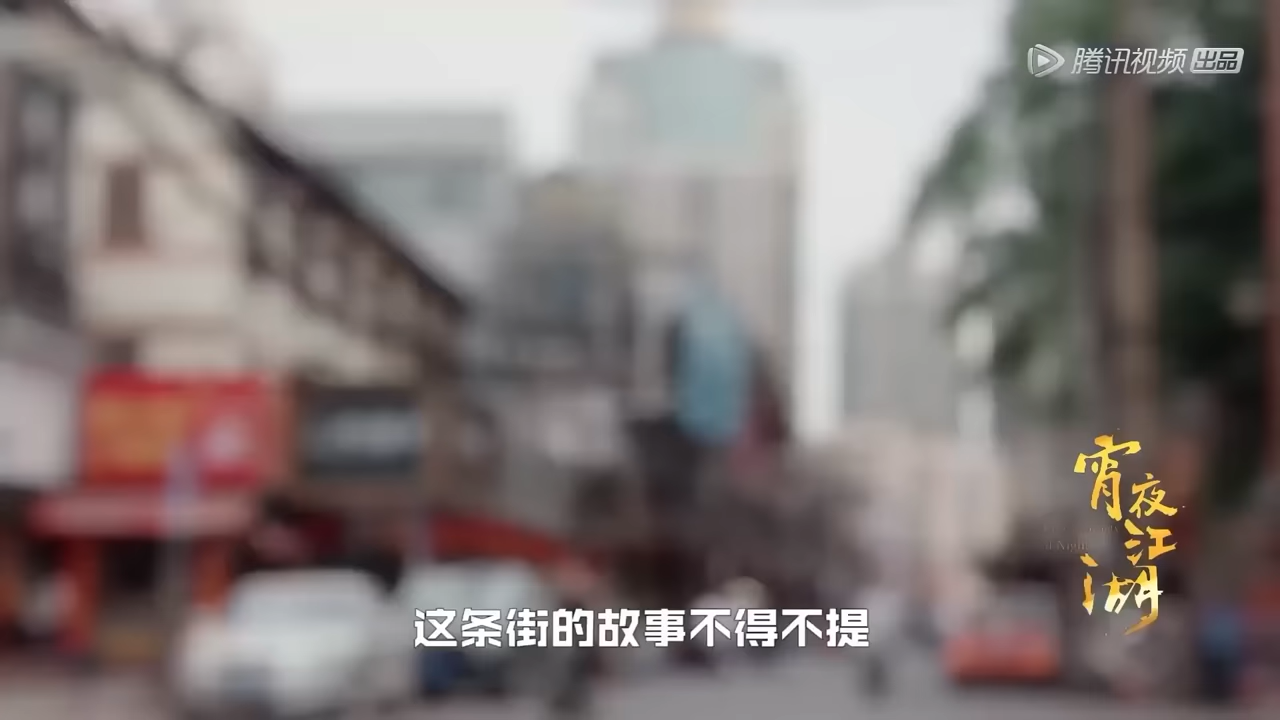 腾讯视频 出品
宵夜江湖
这条街的故事不得不提